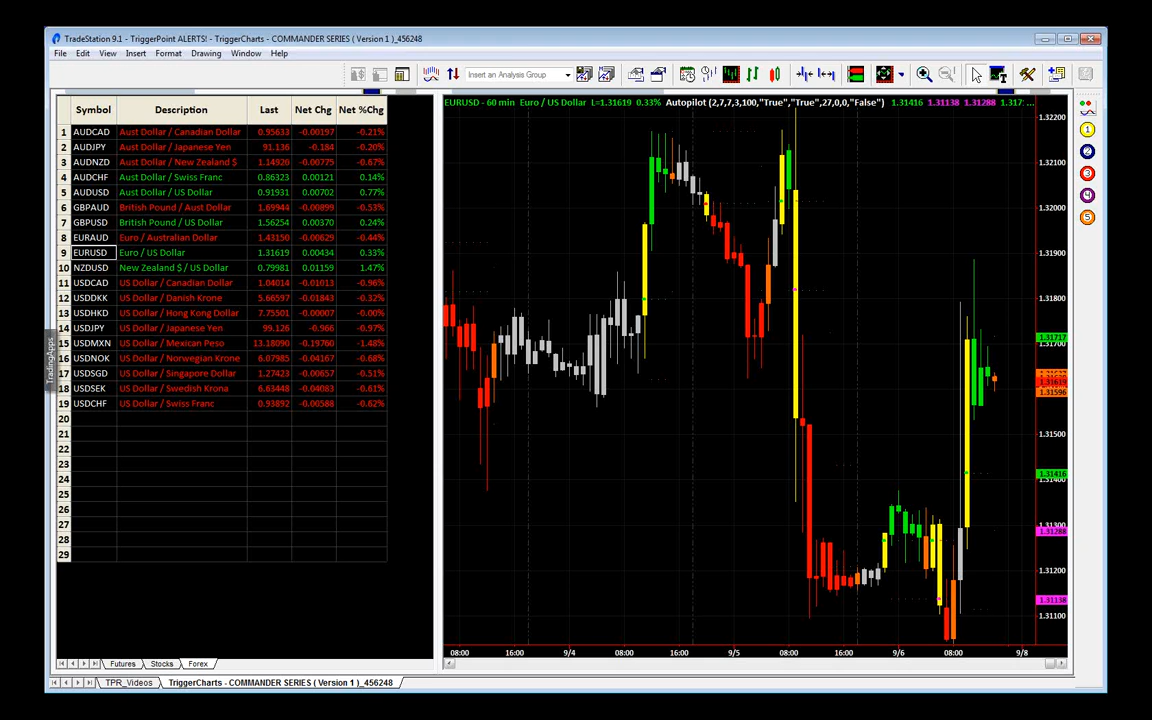 TradeStation 9.1 - TriggerPoint ALERTS! - TriggerCharts - COMMANDER SERIES ( Version 1 )_456248
File Edit View Insert Format Drawing Window Help
Insert an Analysis Group
Symbol Description Last Net Chg Net %Chg
1 AUDCAD Aust Dollar / Canadian Dollar 0.95633 -0.00197 -0.21%
2 AUDJPY Aust Dollar / Japanese Yen 91.136 -0.184 -0.20%
3 AUDNZD Aust Dollar / New Zealand $ 1.14920 -0.00775 -0.67%
4 AUDCHF Aust Dollar / Swiss Franc 0.86323 0.00121 0.14%
5 AUDUSD Aust Dollar / US Dollar 0.91931 0.00702 0.77%
6 GBPAUD British Pound / Aust Dollar 1.69944 -0.00899 -0.53%
7 GBPUSD British Pound / US Dollar 1.56254 0.00370 0.24%
8 EURAUD Euro / Australian Dollar 1.43150 -0.00629 -0.44%
9 EURUSD Euro / US Dollar 1.31619 0.00434 0.33%
10 NZDUSD New Zealand $ / US Dollar 0.79981 0.01159 1.47%
11 USDCAD US Dollar / Canadian Dollar 1.04014 -0.01013 -0.96%
12 USDDKK US Dollar / Danish Krone 5.66597 -0.01843 -0.32%
13 USDHKD US Dollar / Hong Kong Dollar 7.75501 -0.00007 -0.00%
14 USDJPY US Dollar / Japanese Yen 99.126 -0.966 -0.97%
15 USDMXN US Dollar / Mexican Peso 13.18090 -0.19760 -1.48%
16 USDNOK US Dollar / Norwegian Krone 6.07985 -0.04167 -0.68%
17 USDSGD US Dollar / Singapore Dollar 1.27423 -0.00654 -0.51%
18 USDSEK US Dollar / Swedish Krona 6.63448 -0.04083 -0.61%
19 USDCHF US Dollar / Swiss Franc 0.93892 -0.00588 -0.62%
20
21
22
23
24
25
26
27
28
29
TradingApps
Futures Stocks Forex
TPR_Videos TriggerCharts - COMMANDER SERIES ( Version 1 )_456248
EURUSD - 60 min Euro / US Dollar L=1.31619 0.33% Autopilot (2,7,7,3,100,"True","True",27,0,0,"False") 1.31416 1.31138 1.31288 1.317: ...
1.32200
1.32100
1.32000
1.31900
1.31800
1.31717
1.31700
1.31619
1.31596
1.31500
1.31416
1.31400
1.31288
1.31200
1.31138
1.31100
08:00 16:00 9/4 08:00 16:00 9/5 08:00 16:00 9/6 08:00 9/8
1
2
3
4
5